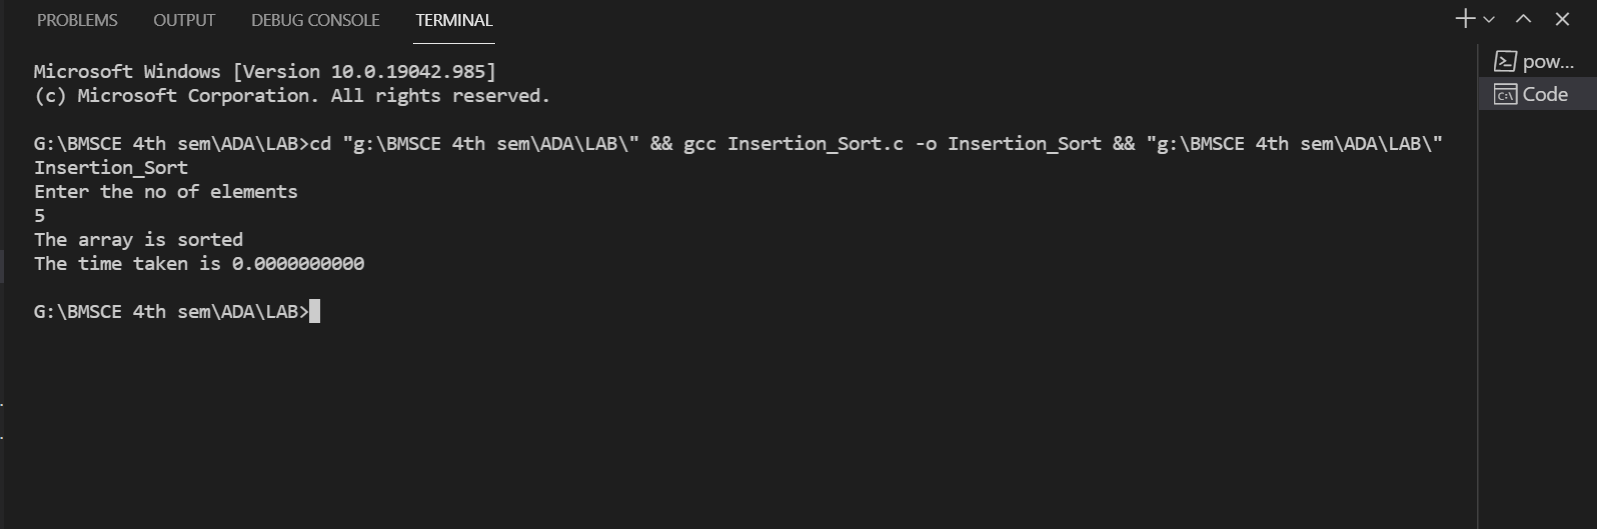 PROBLEMS OUTPUT DEBUG CONSOLE TERMINAL
Microsoft Windows [Version 10.0.19042.985]
(c) Microsoft Corporation. All rights reserved.
G:\BMSCE 4th sem\ADA\LAB>cd "g:\BMSCE 4th sem\ADA\LAB\" && gcc Insertion_Sort.c -o Insertion_Sort && "g:\BMSCE 4th sem\ADA\LAB\"
Insertion_Sort
Enter the no of elements
5
The array is sorted
The time taken is 0.0000000000
G:\BMSCE 4th sem\ADA\LAB>
pow...
C:\ Code